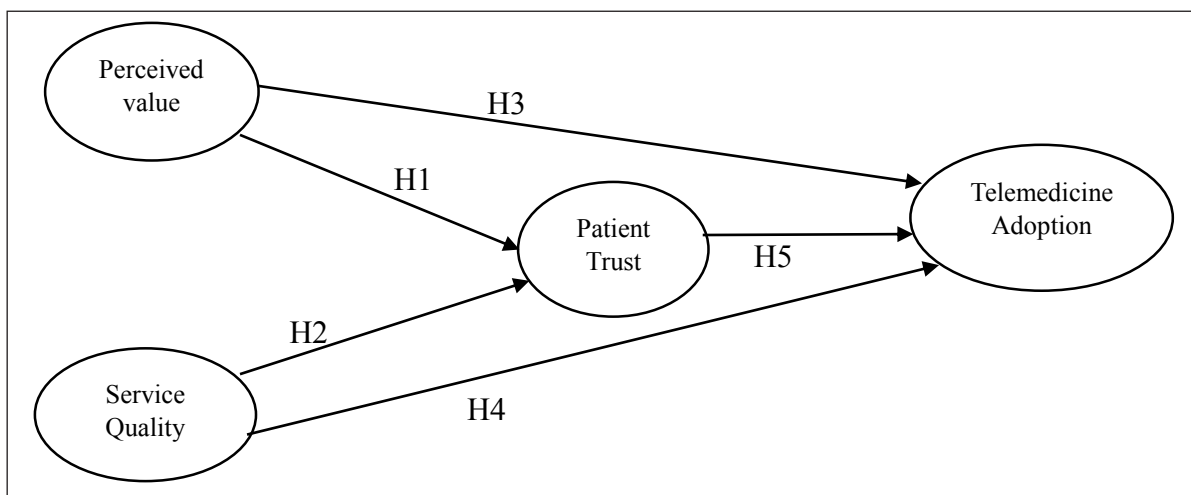 Perceived
value
H3
H1
Patient
Trust
Telemedicine
Adoption
H5
H2
Service
Quality
H4